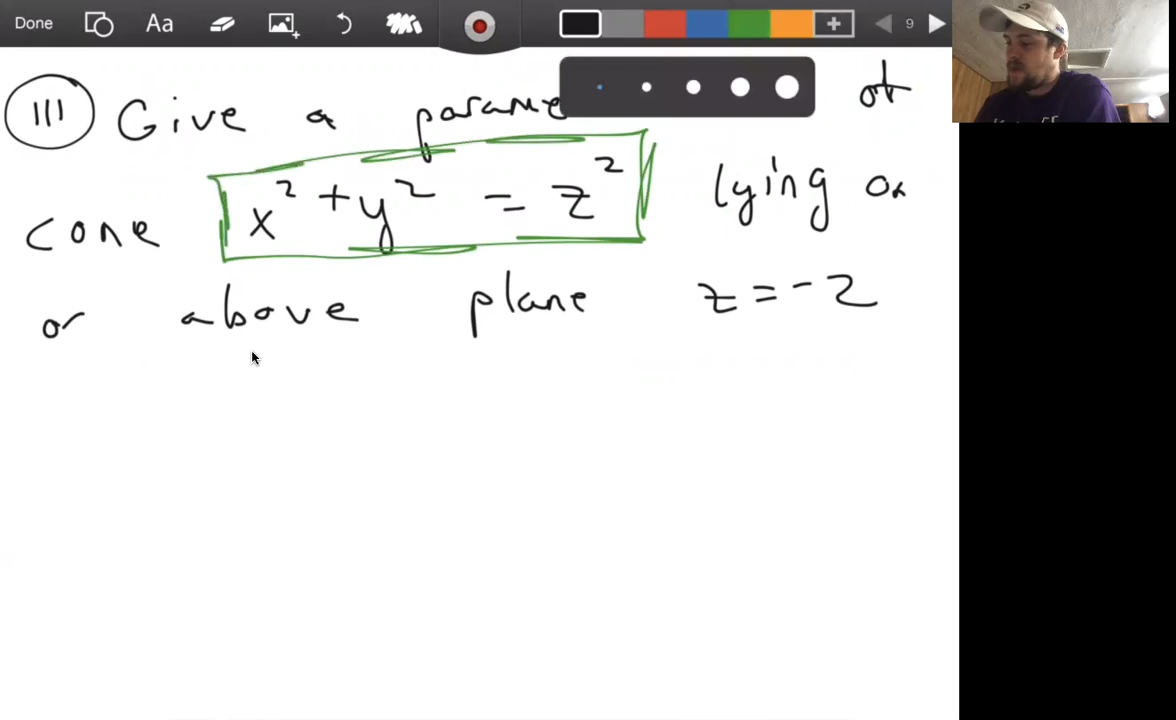 Done Aa 9
111 Give a parame of
cone x² + y² = z² lying on
or above plane z = -2